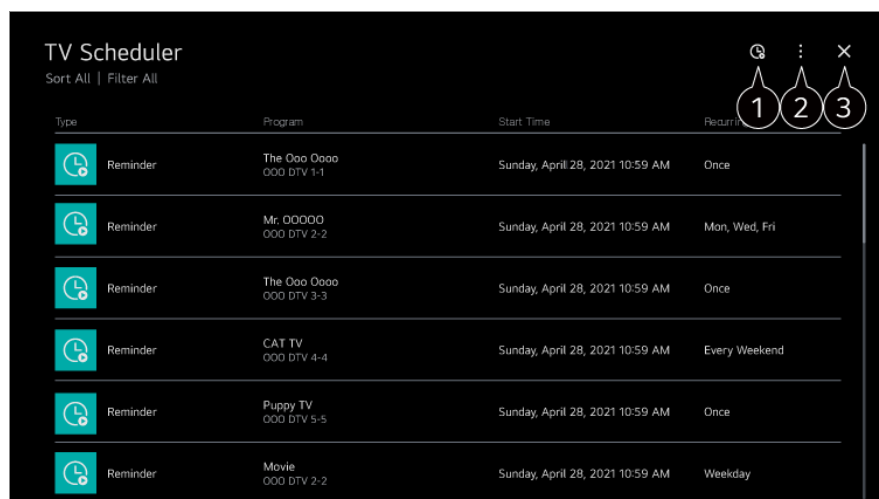 TV Scheduler
Sort All | Filter All
1 2 3
Type Program Start Time Recurring
Reminder The Ooo Oooo Sunday, April 28, 2021 10:59 AM Once
OOO DTV 1-1
Reminder Mr. OOOOO Sunday, April 28, 2021 10:59 AM Mon, Wed, Fri
OOO DTV 2-2
Reminder The Ooo Oooo Sunday, April 28, 2021 10:59 AM Once
OOO DTV 3-3
Reminder CAT TV Sunday, April 28, 2021 10:59 AM Every Weekend
OOO DTV 4-4
Reminder Puppy TV Sunday, April 28, 2021 10:59 AM Once
OOO DTV 5-5
Reminder Movie Sunday, April 28, 2021 10:59 AM Weekday
OOO DTV 2-2